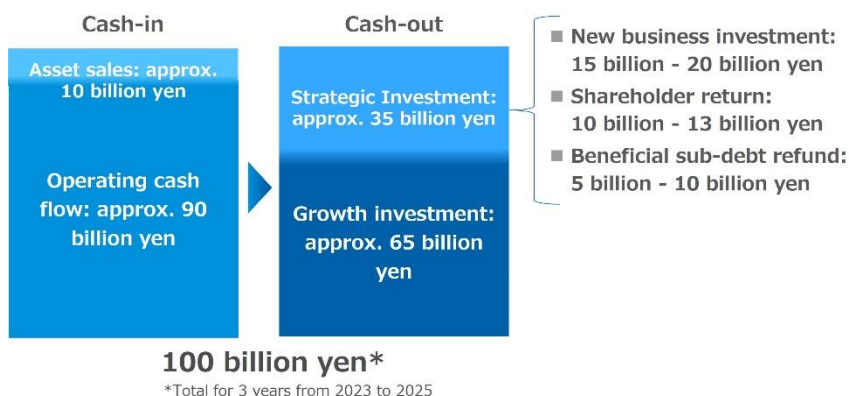 Cash-in
Asset sales: approx.
10 billion yen
Operating cash
flow: approx. 90
billion yen
Cash-out
Strategic Investment:
approx. 35 billion yen
Growth investment:
approx. 65 billion
yen
■ New business investment:
15 billion - 20 billion yen
■ Shareholder return:
10 billion - 13 billion yen
■ Beneficial sub-debt refund:
5 billion - 10 billion yen
100 billion yen*
*Total for 3 years from 2023 to 2025